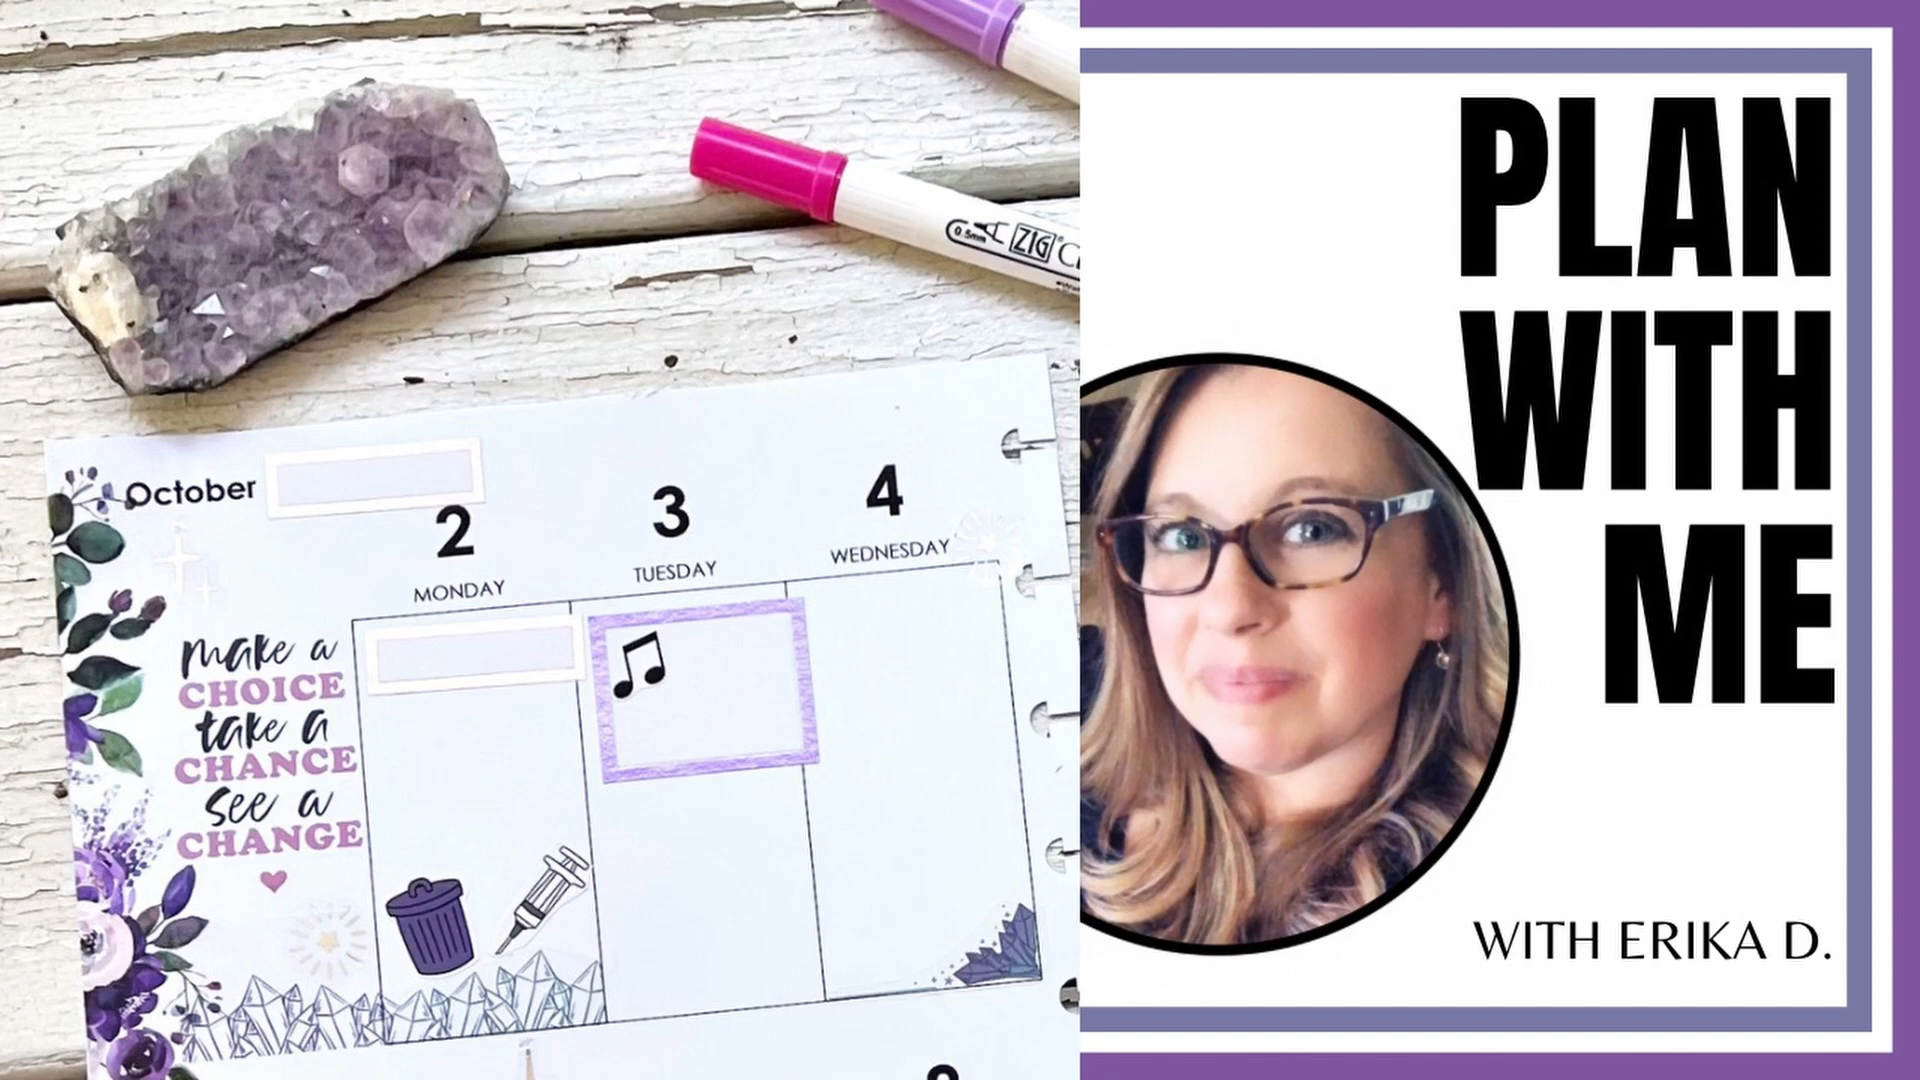 0.5mm ZIG
October
2
3
4
MONDAY
TUESDAY
WEDNESDAY
make a
CHOICE
take a
CHANCE
see a
CHANGE
PLAN
WITH
ME
WITH ERIKA D.